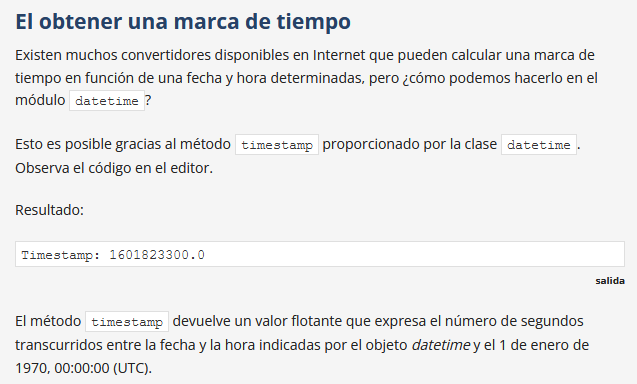 El obtener una marca de tiempo
Existen muchos convertidores disponibles en Internet que pueden calcular una marca de
tiempo en función de una fecha y hora determinadas, pero ¿cómo podemos hacerlo en el
módulo datetime?
Esto es posible gracias al método timestamp proporcionado por la clase datetime.
Observa el código en el editor.
Resultado:
Timestamp: 1601823300.0
salida
El método timestamp devuelve un valor flotante que expresa el número de segundos
transcurridos entre la fecha y la hora indicadas por el objeto datetime y el 1 de enero de
1970, 00:00:00 (UTC).